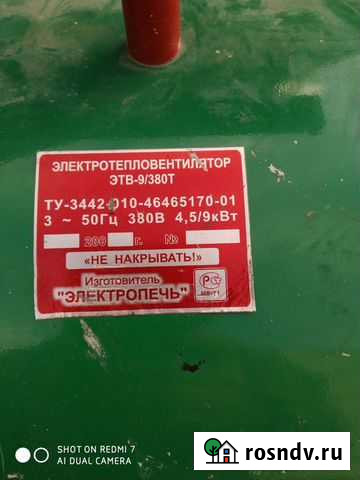 ЭЛЕКТРОТЕПЛОВЕНТИЛЯТОР
ЭТВ-9/380Т
ТУ-3442-010-46465170-01
3 ~ 50Гц 380В 4,5/9кВт
200 г. №
«НЕ НАКРЫВАТЬ!»
Изготовитель
"ЭЛЕКТРОПЕЧЬ"
SHOT ON REDMI 7
AI DUAL CAMERA
rosndv.ru